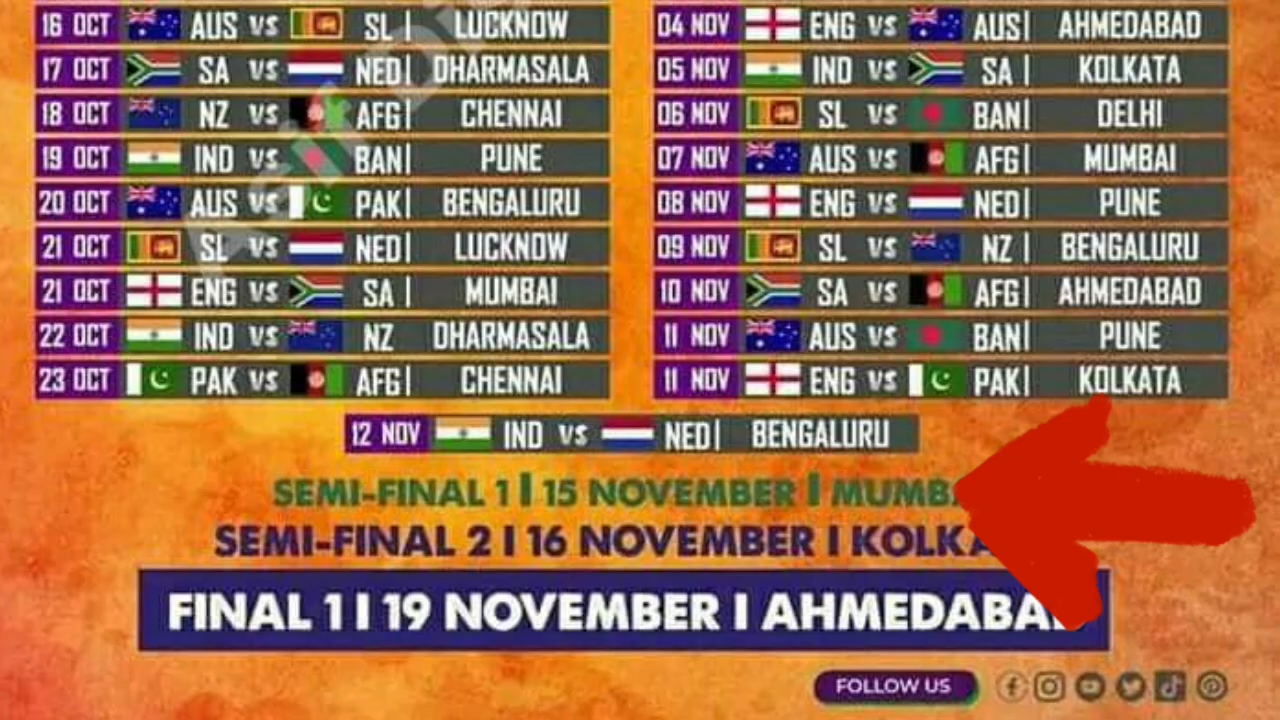 16 OCT AUS VS SL | LUCKNOW
17 OCT SA VS NED | DHARMASALA
18 OCT NZ VS AFG | CHENNAI
19 OCT IND VS BAN | PUNE
20 OCT AUS VS PAK | BENGALURU
21 OCT SL VS NED | LUCKNOW
21 OCT ENG VS SA | MUMBAI
22 OCT IND VS NZ DHARMASALA
23 OCT PAK VS AFG | CHENNAI
04 NOV ENG VS AUS | AHMEDABAD
05 NOV IND VS SA | KOLKATA
06 NOV SL VS BAN | DELHI
07 NOV AUS VS AFG | MUMBAI
08 NOV ENG VS NED | PUNE
09 NOV SL VS NZ | BENGALURU
10 NOV SA VS AFG | AHMEDABAD
11 NOV AUS VS BAN | PUNE
11 NOV ENG VS PAK | KOLKATA
12 NOV IND VS NED | BENGALURU
SEMI-FINAL 1 | 15 NOVEMBER | MUMBA
SEMI-FINAL 2 | 16 NOVEMBER | KOLKA
FINAL 1 | 19 NOVEMBER | AHMEDABAD
FOLLOW US
Asif